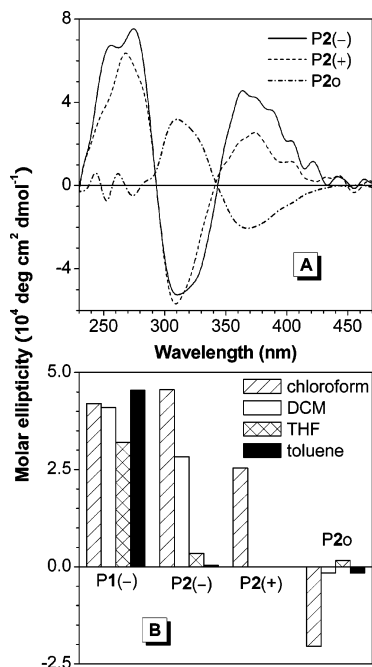 8
4
0
-4
P2(−)
P2(+)
P2o
A
250 300 350 400 450
Wavelength (nm)
Molar ellipticity (10⁴ deg cm² dmol⁻¹)
5.0
2.5
0.0
-2.5
chloroform
DCM
THF
toluene
P1(−)
P2(−)
P2(+)
P2o
B